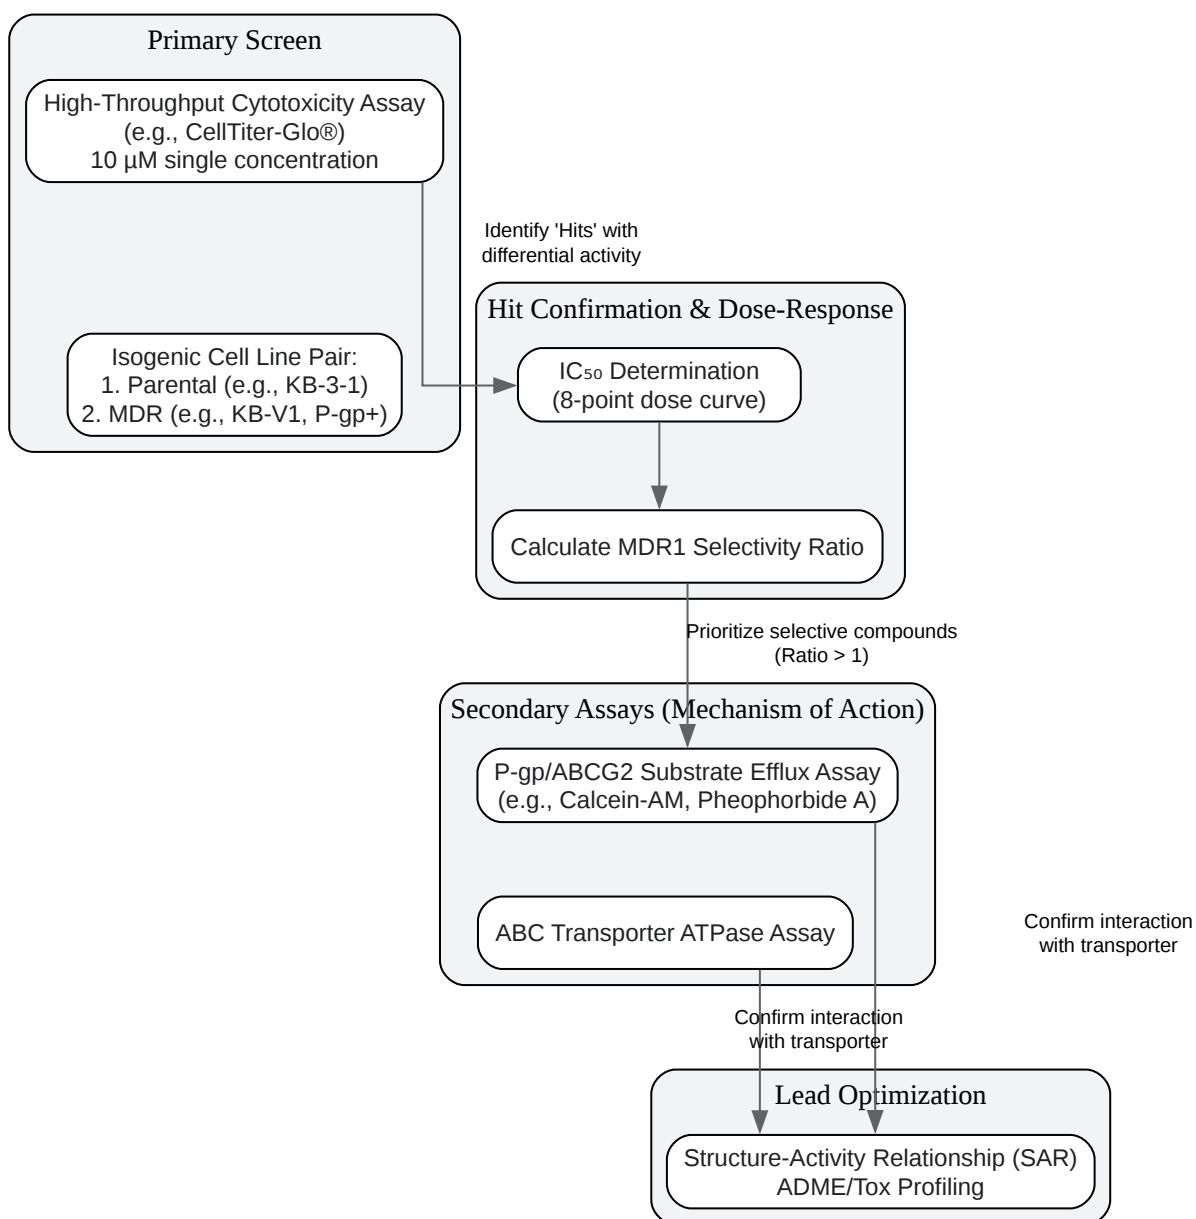 Primary Screen
High-Throughput Cytotoxicity Assay
(e.g., CellTiter-Glo®)
10 µM single concentration
Isogenic Cell Line Pair:
1. Parental (e.g., KB-3-1)
2. MDR (e.g., KB-V1, P-gp+)
Identify 'Hits' with
differential activity
Hit Confirmation & Dose-Response
IC₅₀ Determination
(8-point dose curve)
Calculate MDR1 Selectivity Ratio
Prioritize selective compounds
(Ratio > 1)
Secondary Assays (Mechanism of Action)
P-gp/ABCG2 Substrate Efflux Assay
(e.g., Calcein-AM, Pheophorbide A)
ABC Transporter ATPase Assay
Confirm interaction
with transporter
Confirm interaction
with transporter
Lead Optimization
Structure-Activity Relationship (SAR)
ADME/Tox Profiling